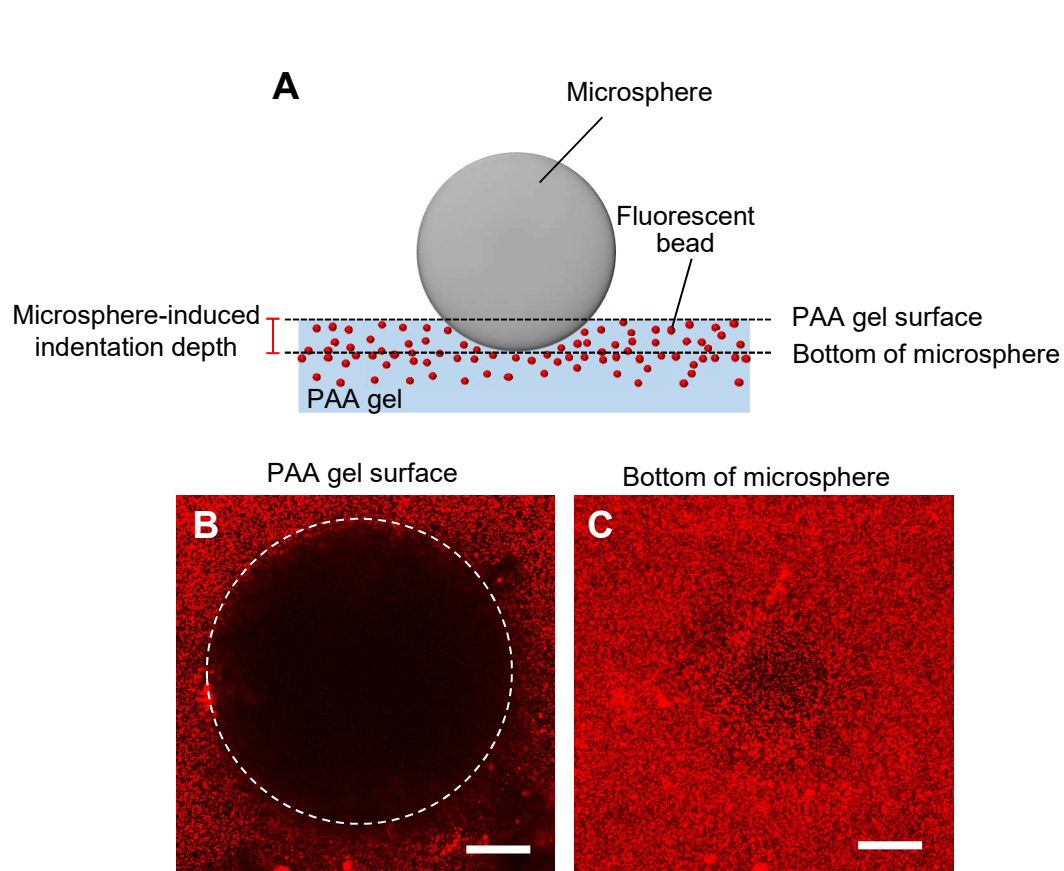 A
Microsphere
Fluorescent
bead
Microsphere-induced
indentation depth
PAA gel surface
Bottom of microsphere
PAA gel
PAA gel surface
Bottom of microsphere
B
C